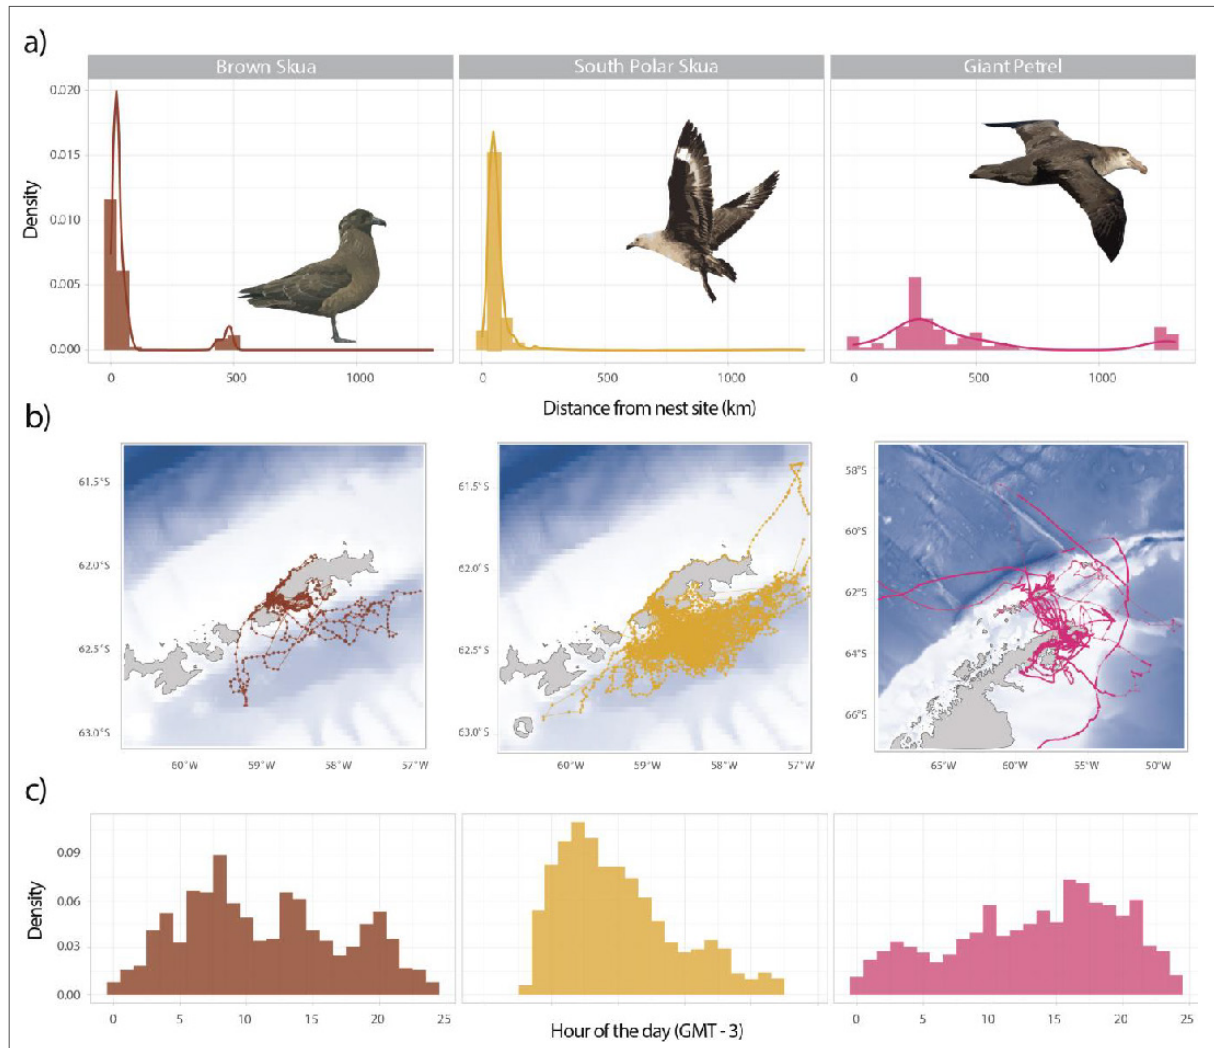 a)
Brown Skua
South Polar Skua
Giant Petrel
0.020
0.015
0.010
0.005
0.000
Density
0 500 1000
0 500 1000
0 500 1000
Distance from nest site (km)
b)
61.5°S
62.0°S
62.5°S
63.0°S
60°W 59°W 58°W 57°W
61.5°S
62.0°S
62.5°S
63.0°S
60°W 59°W 58°W 57°W
58°S
60°S
62°S
64°S
66°S
65°W 60°W 55°W 50°W
c)
0.09
0.06
0.03
0.00
Density
0 5 10 15 20
0 5 10 15 20 25
Hour of the day (GMT - 3)